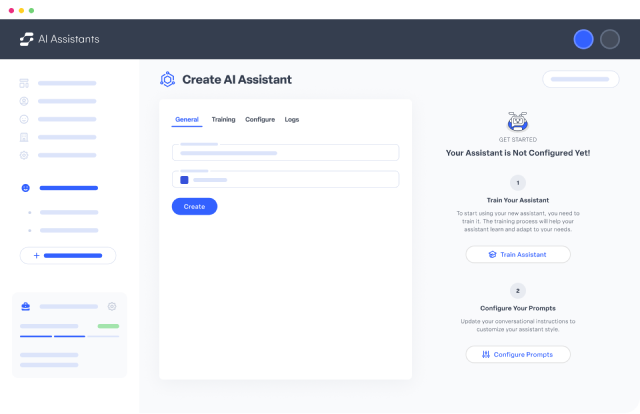 AI Assistants
Create AI Assistant
General Training Configure Logs
Create
GET STARTED
Your Assistant is Not Configured Yet!
1
Train Your Assistant
To start using your new assistant, you need to
train it. The training process will help your
assistant learn and adapt to your needs.
Train Assistant
2
Configure Your Prompts
Update your conversational instructions to
customize your assistant style.
Configure Prompts